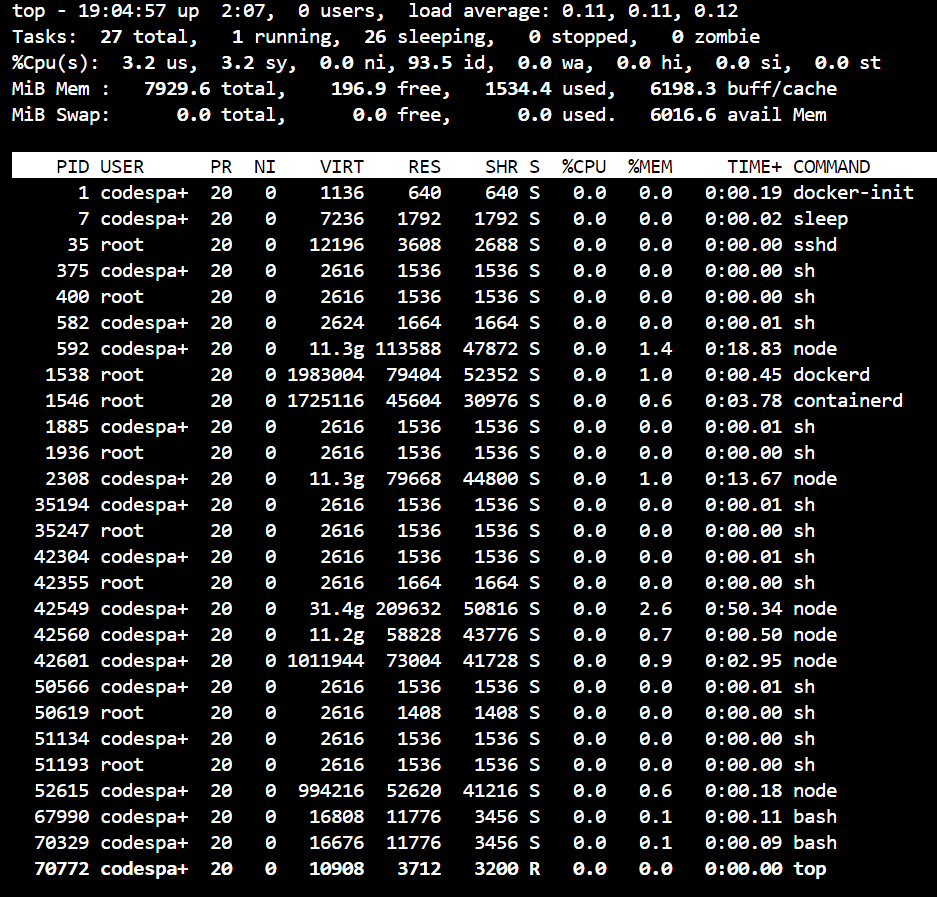 top - 19:04:57 up  2:07,  0 users,  load average: 0.11, 0.11, 0.12
Tasks:  27 total,   1 running,  26 sleeping,   0 stopped,   0 zombie
%Cpu(s):  3.2 us,  3.2 sy,  0.0 ni, 93.5 id,  0.0 wa,  0.0 hi,  0.0 si,  0.0 st
MiB Mem :   7929.6 total,    196.9 free,   1534.4 used,   6198.3 buff/cache
MiB Swap:      0.0 total,      0.0 free,      0.0 used.   6016.6 avail Mem
    PID USER      PR  NI    VIRT    RES    SHR S  %CPU  %MEM     TIME+ COMMAND
      1 codespa+  20   0    1136    640    640 S   0.0   0.0   0:00.19 docker-init
      7 codespa+  20   0    7236   1792   1792 S   0.0   0.0   0:00.02 sleep
     35 root      20   0   12196   3608   2688 S   0.0   0.0   0:00.00 sshd
    375 codespa+  20   0    2616   1536   1536 S   0.0   0.0   0:00.00 sh
    400 root      20   0    2616   1536   1536 S   0.0   0.0   0:00.00 sh
    582 codespa+  20   0    2624   1664   1664 S   0.0   0.0   0:00.01 sh
    592 codespa+  20   0   11.3g 113588  47872 S   0.0   1.4   0:18.83 node
   1538 root      20   0 1983004  79404  52352 S   0.0   1.0   0:00.45 dockerd
   1546 root      20   0 1725116  45604  30976 S   0.0   0.6   0:03.78 containerd
   1885 codespa+  20   0    2616   1536   1536 S   0.0   0.0   0:00.01 sh
   1936 root      20   0    2616   1536   1536 S   0.0   0.0   0:00.00 sh
   2308 codespa+  20   0   11.3g  79668  44800 S   0.0   1.0   0:13.67 node
  35194 codespa+  20   0    2616   1536   1536 S   0.0   0.0   0:00.01 sh
  35247 root      20   0    2616   1536   1536 S   0.0   0.0   0:00.00 sh
  42304 codespa+  20   0    2616   1536   1536 S   0.0   0.0   0:00.01 sh
  42355 root      20   0    2616   1664   1664 S   0.0   0.0   0:00.00 sh
  42549 codespa+  20   0   31.4g 209632  50816 S   0.0   2.6   0:50.34 node
  42560 codespa+  20   0   11.2g  58828  43776 S   0.0   0.7   0:00.50 node
  42601 codespa+  20   0 1011944  73004  41728 S   0.0   0.9   0:02.95 node
  50566 codespa+  20   0    2616   1536   1536 S   0.0   0.0   0:00.01 sh
  50619 root      20   0    2616   1408   1408 S   0.0   0.0   0:00.00 sh
  51134 codespa+  20   0    2616   1536   1536 S   0.0   0.0   0:00.00 sh
  51193 root      20   0    2616   1536   1536 S   0.0   0.0   0:00.00 sh
  52615 codespa+  20   0  994216  52620  41216 S   0.0   0.6   0:00.18 node
  67990 codespa+  20   0   16808  11776   3456 S   0.0   0.1   0:00.11 bash
  70329 codespa+  20   0   16676  11776   3456 S   0.0   0.1   0:00.09 bash
  70772 codespa+  20   0   10908   3712   3200 R   0.0   0.0   0:00.00 top